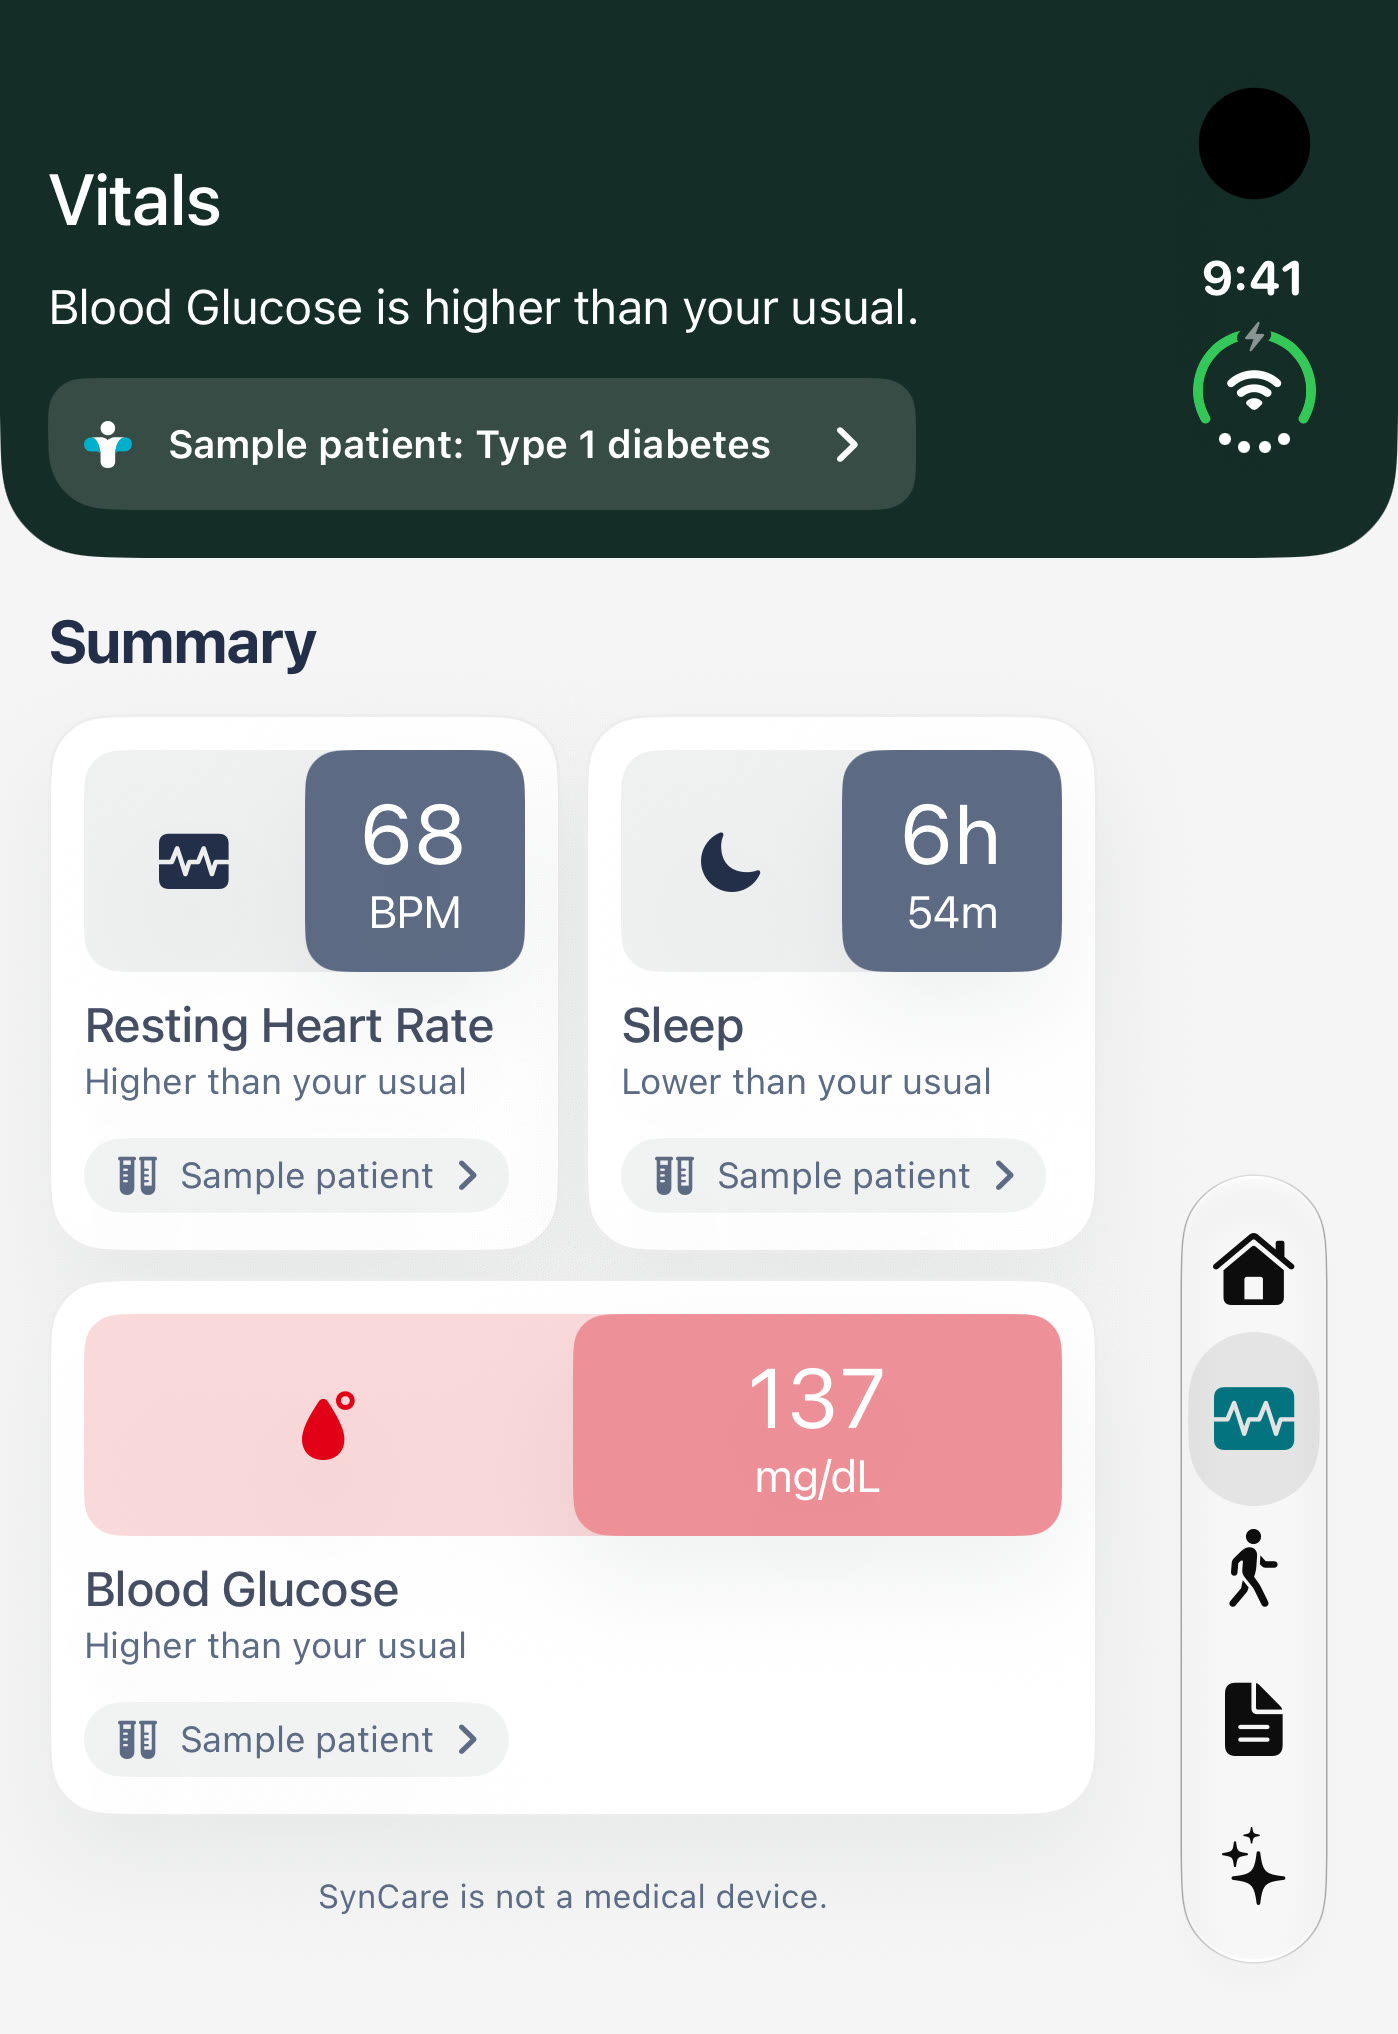 Vitals
9:41
Blood Glucose is higher than your usual.
Sample patient: Type 1 diabetes
Summary
68
BPM
Resting Heart Rate
Higher than your usual
Sample patient
6h
54m
Sleep
Lower than your usual
Sample patient
137
mg/dL
Blood Glucose
Higher than your usual
Sample patient
SynCare is not a medical device.